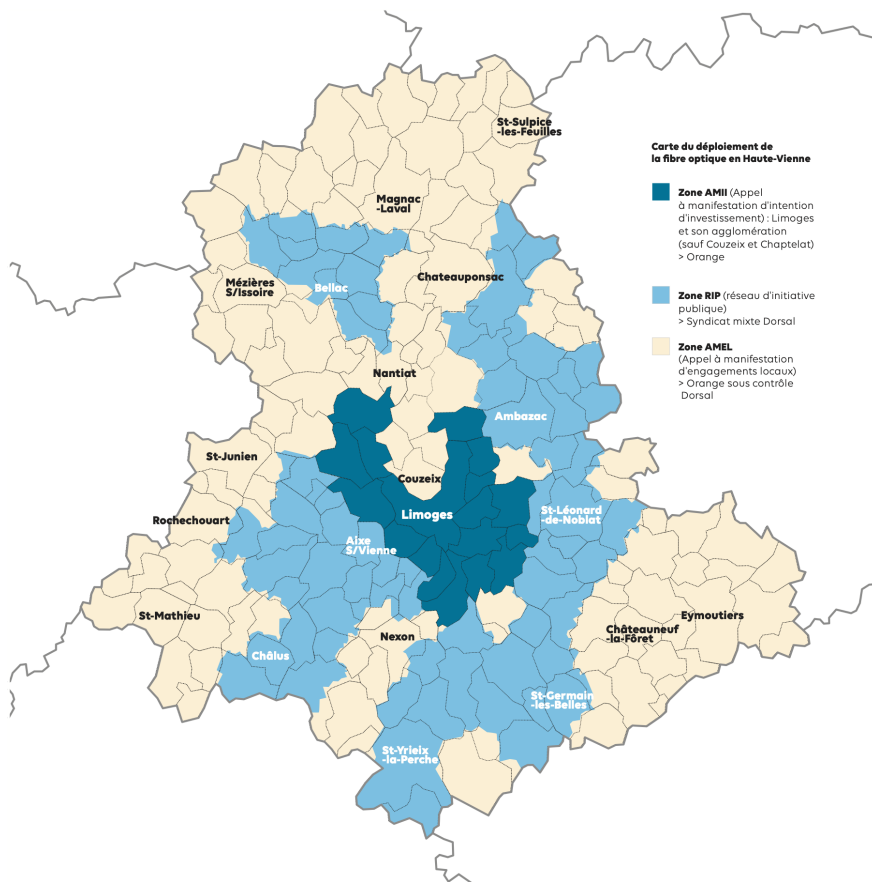 St-Sulpice
-les-Feuilles
Carte du déploiement de
la fibre optique en Haute-Vienne
Zone AMII (Appel
à manifestation d'intention
d'investissement) : Limoges
et son agglomération
(sauf Couzeix et Chaptelat)
> Orange
Zone RIP (réseau d'initiative
publique)
> Syndicat mixte Dorsal
Zone AMEL
(Appel à manifestation
d'engagements locaux)
> Orange sous contrôle
Dorsal
Magnac
-Laval
Chateauponsac
Mézières
S/Issoire
Bellac
Nantiat
Ambazac
St-Junien
Couzeix
Limoges
St-Léonard
-de-Noblat
Rochechouart
Aixe
S/Vienne
St-Mathieu
Eymoutiers
Châteauneuf
-la-Fôret
Nexon
Châlus
St-Germain
-les-Belles
St-Yrieix
-la-Perche